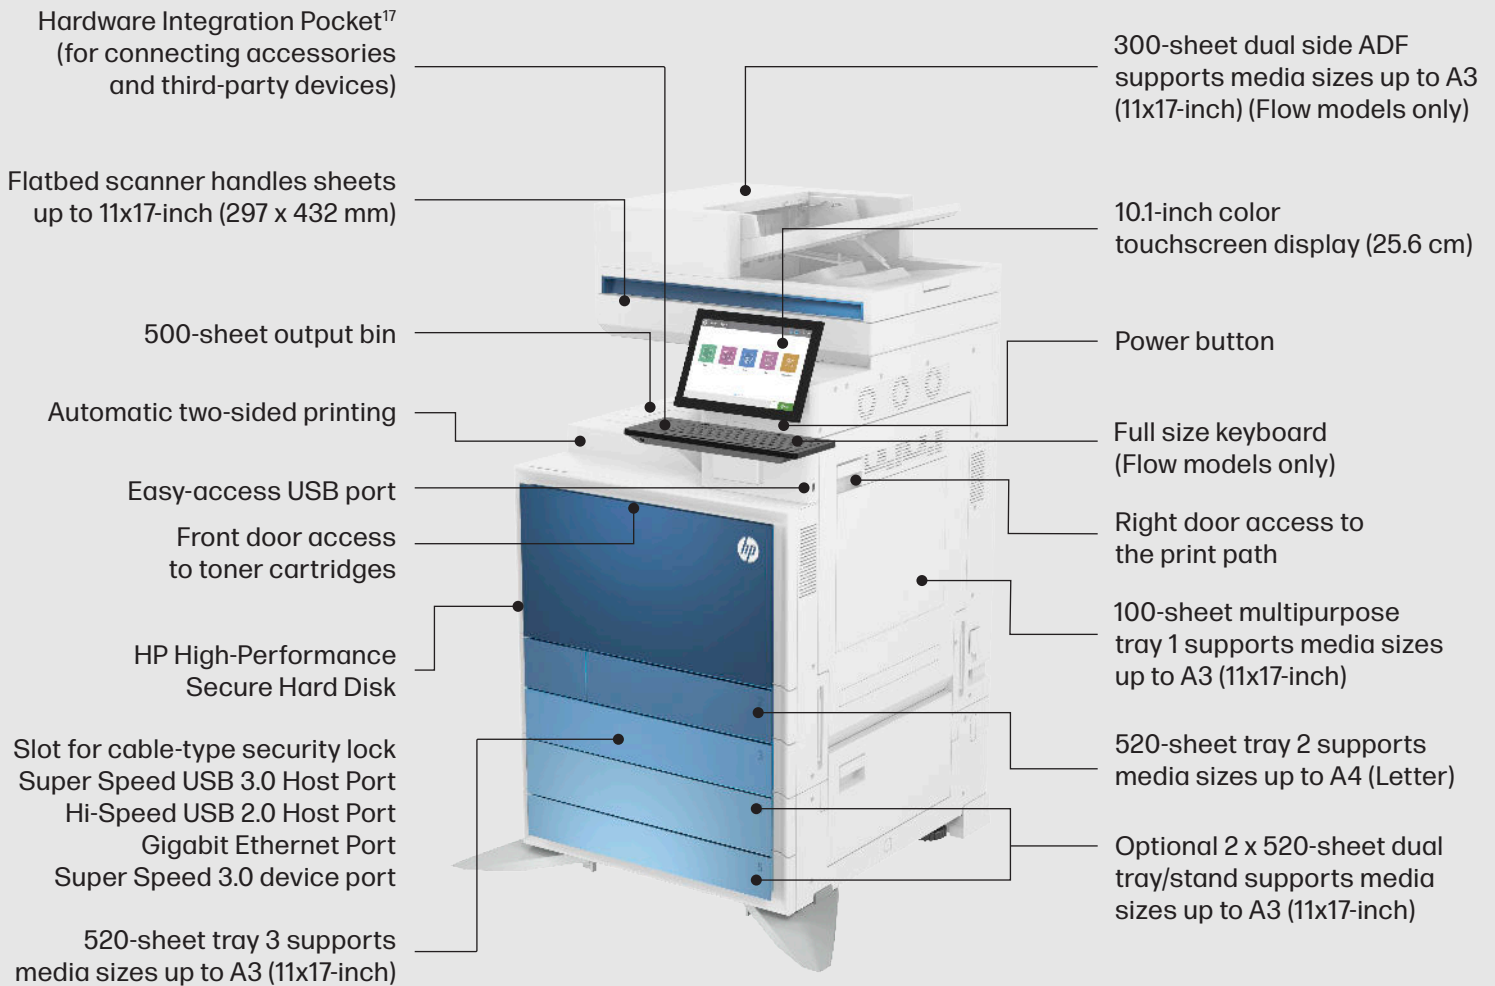 Hardware Integration Pocket17
(for connecting accessories
and third-party devices)
Flatbed scanner handles sheets
up to 11x17-inch (297 x 432 mm)
500-sheet output bin
Automatic two-sided printing
Easy-access USB port
Front door access
to toner cartridges
HP High-Performance
Secure Hard Disk
Slot for cable-type security lock
Super Speed USB 3.0 Host Port
Hi-Speed USB 2.0 Host Port
Gigabit Ethernet Port
Super Speed 3.0 device port
520-sheet tray 3 supports
media sizes up to A3 (11x17-inch)
300-sheet dual side ADF
supports media sizes up to A3
(11x17-inch) (Flow models only)
10.1-inch color
touchscreen display (25.6 cm)
Power button
Full size keyboard
(Flow models only)
Right door access to
the print path
100-sheet multipurpose
tray 1 supports media sizes
up to A3 (11x17-inch)
520-sheet tray 2 supports
media sizes up to A4 (Letter)
Optional 2 x 520-sheet dual
tray/stand supports media
sizes up to A3 (11x17-inch)
hp
3
5